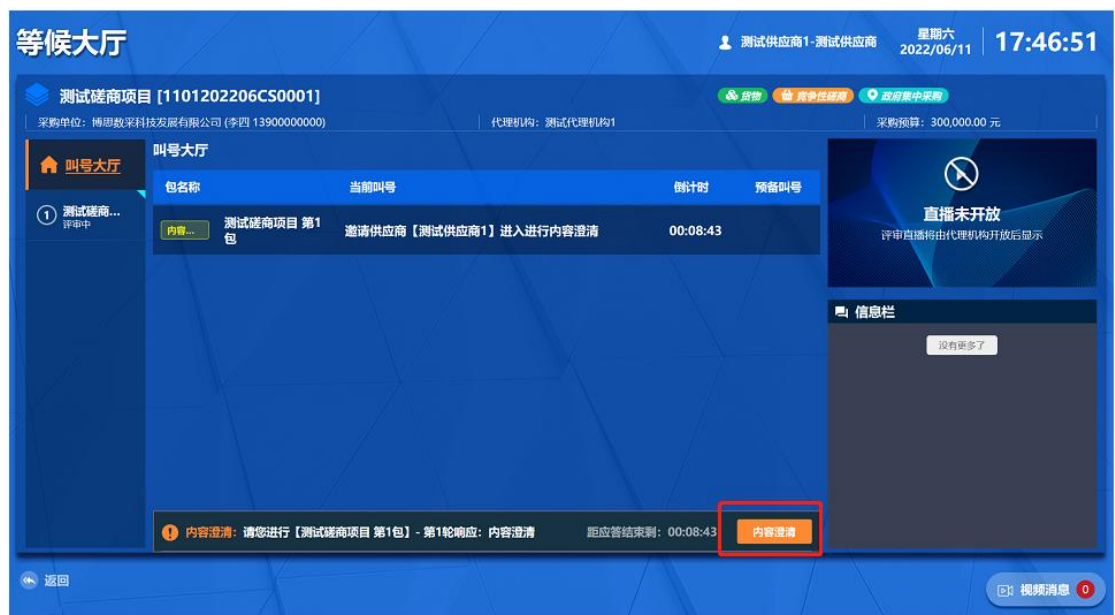 等候大厅
测试供应商1-测试供应商
星期六
2022/06/11
17:46:51
测试磋商项目 [1101202206CS0001]
货物
竞争性磋商
政府集中采购
采购单位：博思数采科技发展有限公司 (李四 13900000000)
代理机构：测试代理机构1
采购预算：300,000.00 元
叫号大厅
1
测试磋商...
评审中
叫号大厅
包名称
当前叫号
倒计时
预备叫号
内容...
测试磋商项目 第1
包
邀请供应商【测试供应商1】进入进行内容澄清
00:08:43
直播未开放
评审直播将由代理机构开放后显示
信息栏
没有更多了
内容澄清：请您进行【测试磋商项目 第1包】- 第1轮响应：内容澄清
距应答结束剩：00:08:43
内容澄清
返回
视频消息
0